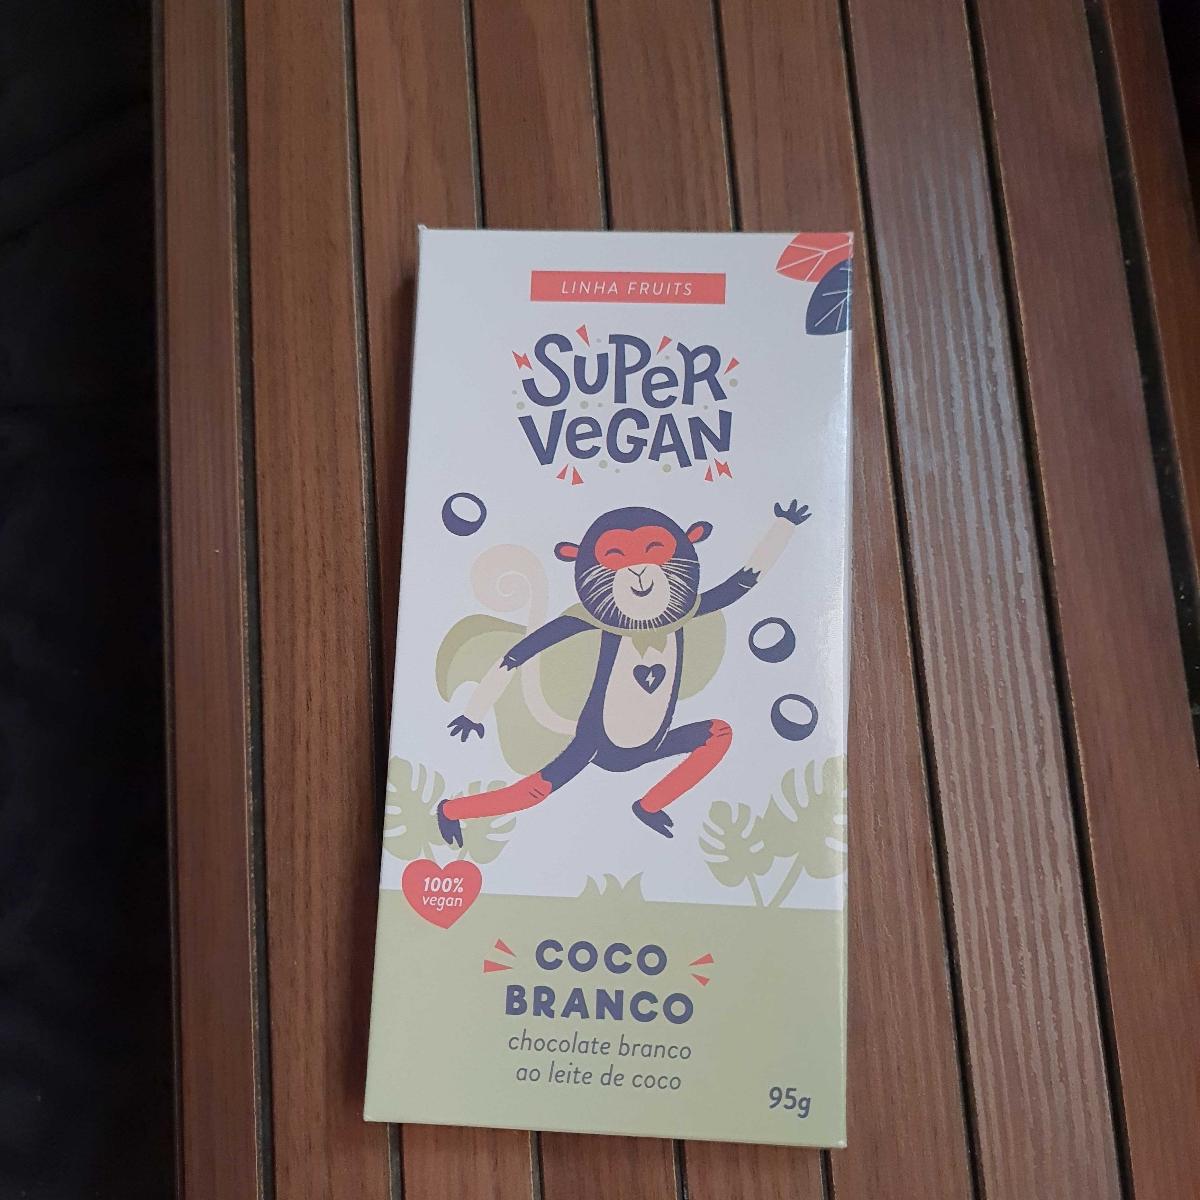 LINHA FRUITS
SUPeR
VeGAN
100%
vegan
COCO
BRANCO
chocolate branco
ao leite de coco
95g